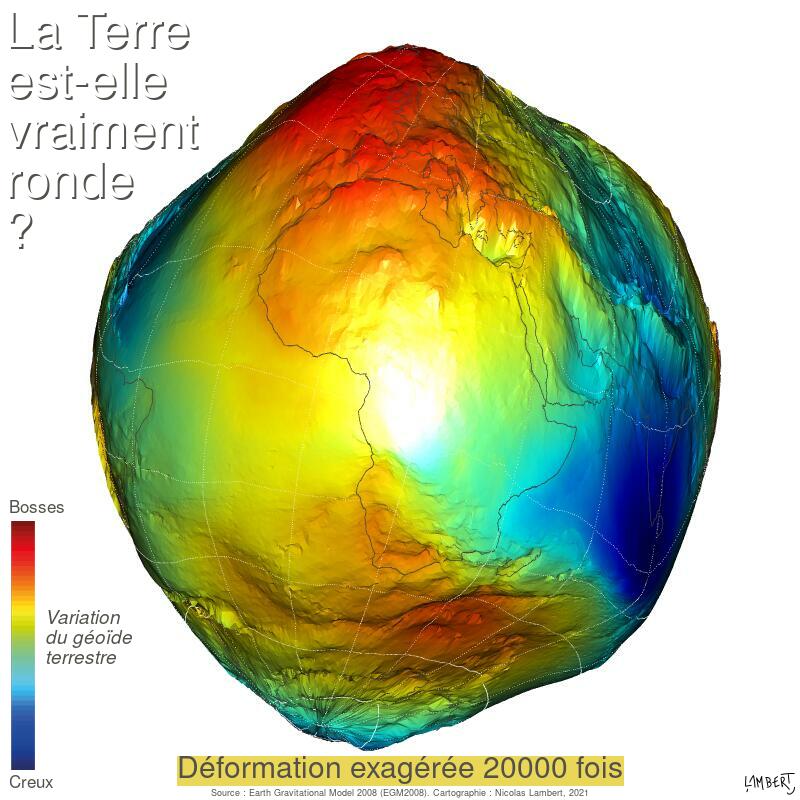 La Terre
est-elle
vraiment
ronde
?
Bosses
Variation
du géoïde
terrestre
Creux
Déformation exagérée 20000 fois
Source : Earth Gravitational Model 2008 (EGM2008). Cartographie : Nicolas Lambert, 2021
LAMBERT